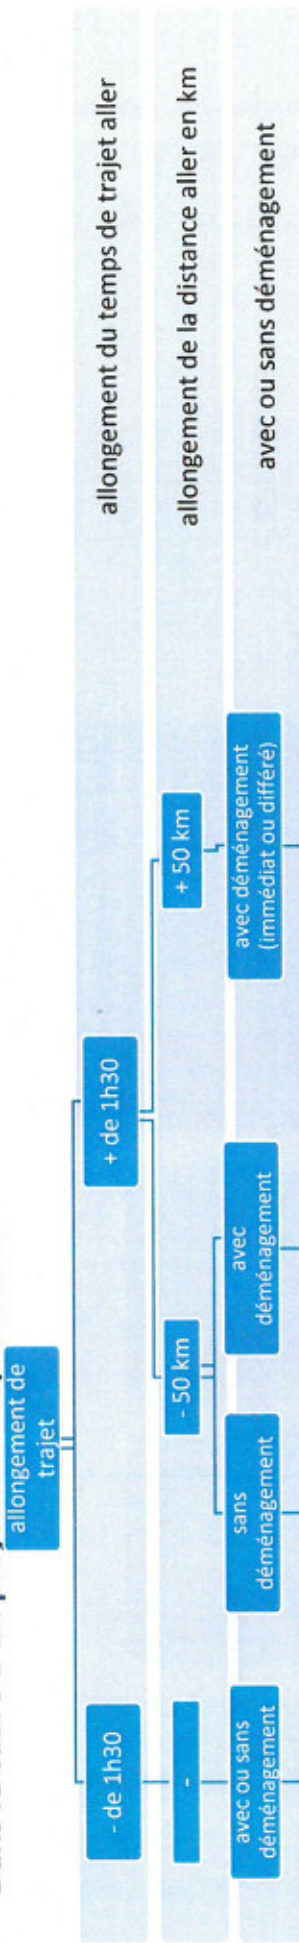 allongement de
trajet
- de 1h30
+ de 1h30
allongement du temps de trajet aller
-
- 50 km
+ 50 km
allongement de la distance aller en km
avec ou sans
déménagement
sans
déménagement
avec
déménagement
avec déménagement
(immédiat ou différé)
avec ou sans déménagement